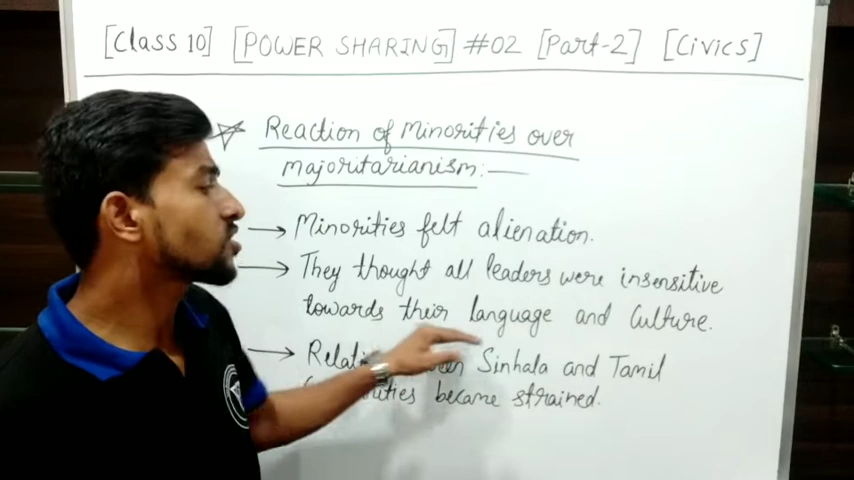 [Class 10] [POWER SHARING] #02 [Part-2] [Civics]
Reaction of Minorities over
majoritarianism:—
→ Minorities felt alienation.
→ They thought all leaders were insensitive
towards their language and Culture.
→ Sinhala and Tamil
became strained.